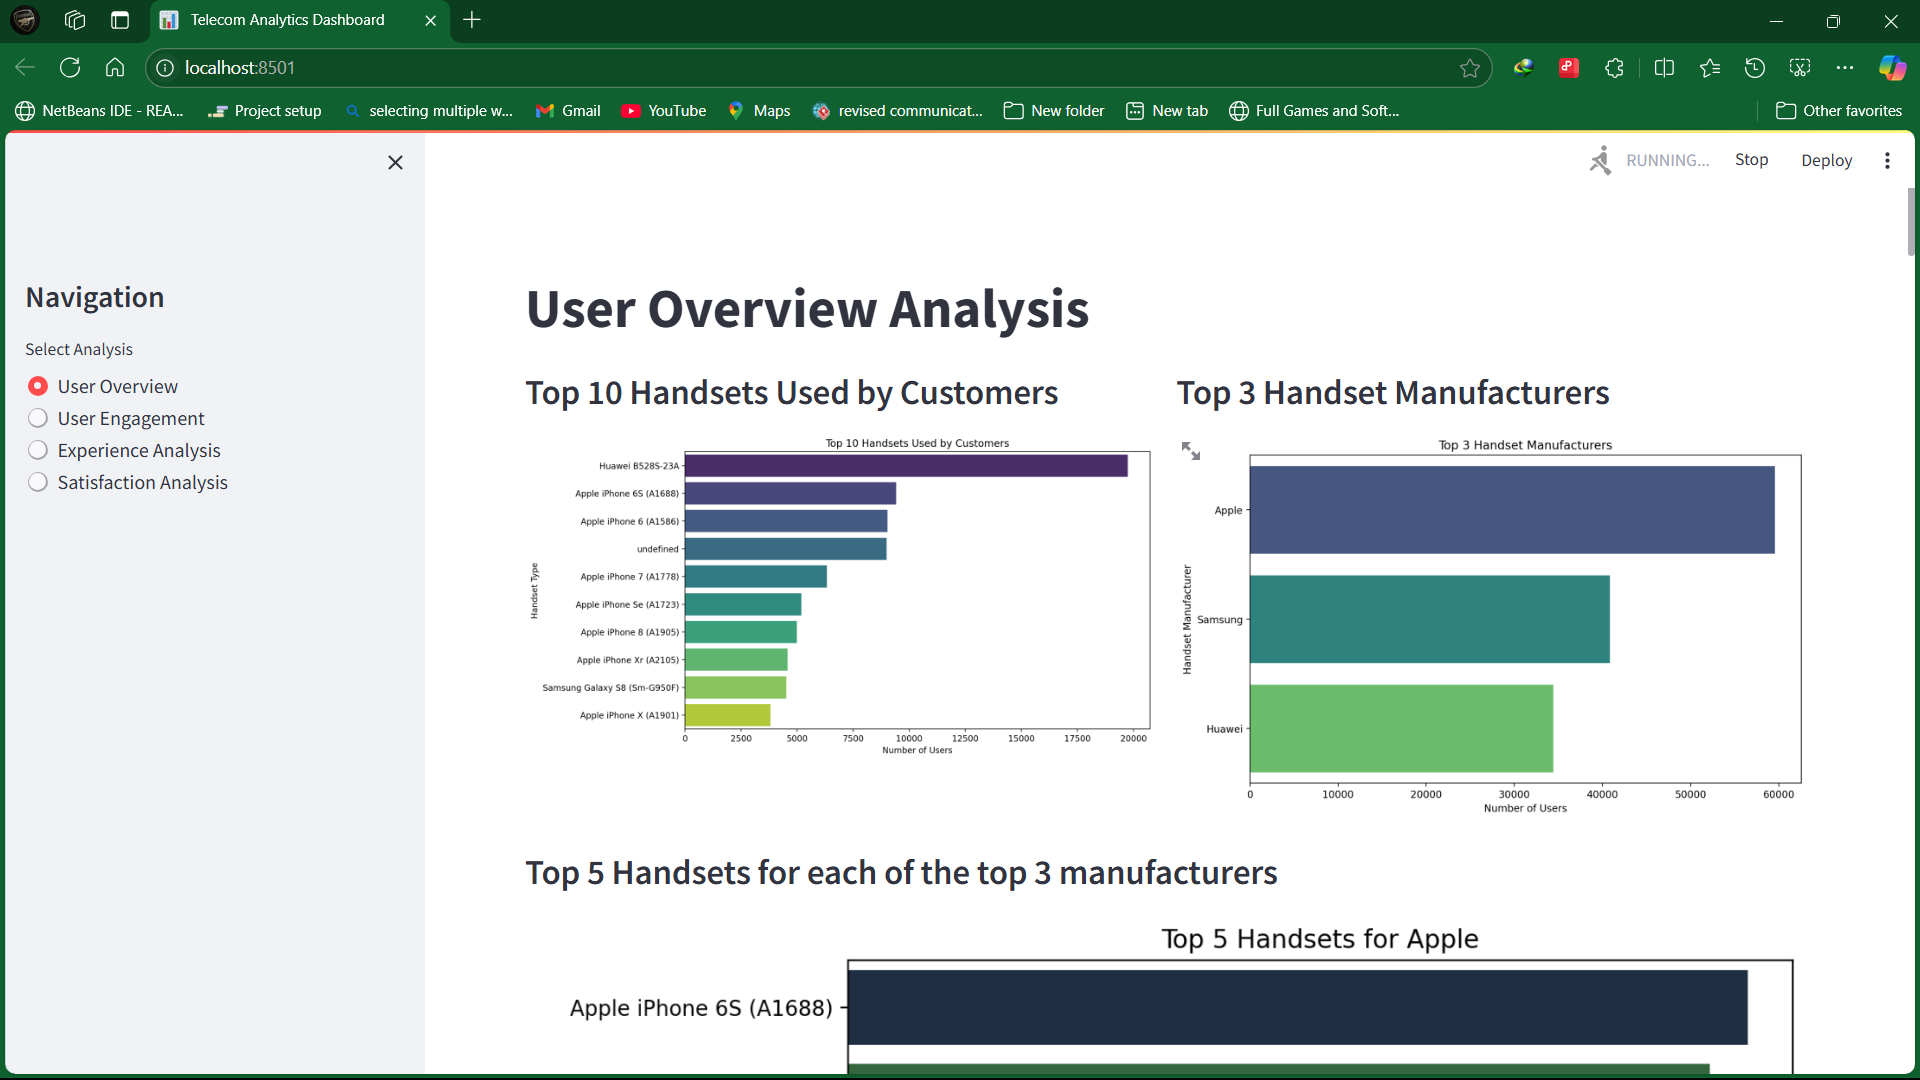 Telecom Analytics Dashboard
localhost:8501
NetBeans IDE - REA...
Project setup
selecting multiple w...
Gmail
YouTube
Maps
revised communicat...
New folder
New tab
Full Games and Soft...
Other favorites
RUNNING...
Stop
Deploy
Navigation
Select Analysis
User Overview
User Engagement
Experience Analysis
Satisfaction Analysis
User Overview Analysis
Top 10 Handsets Used by Customers
Top 10 Handsets Used by Customers
Handset Type
Huawei B528S-23A
Apple iPhone 6S (A1688)
Apple iPhone 6 (A1586)
undefined
Apple iPhone 7 (A1778)
Apple iPhone Se (A1723)
Apple iPhone 8 (A1905)
Apple iPhone Xr (A2105)
Samsung Galaxy S8 (Sm-G950F)
Apple iPhone X (A1901)
0 2500 5000 7500 10000 12500 15000 17500 20000
Number of Users
Top 3 Handset Manufacturers
Top 3 Handset Manufacturers
Handset Manufacturer
Apple
Samsung
Huawei
0 10000 20000 30000 40000 50000 60000
Number of Users
Top 5 Handsets for each of the top 3 manufacturers
Top 5 Handsets for Apple
Apple iPhone 6S (A1688)